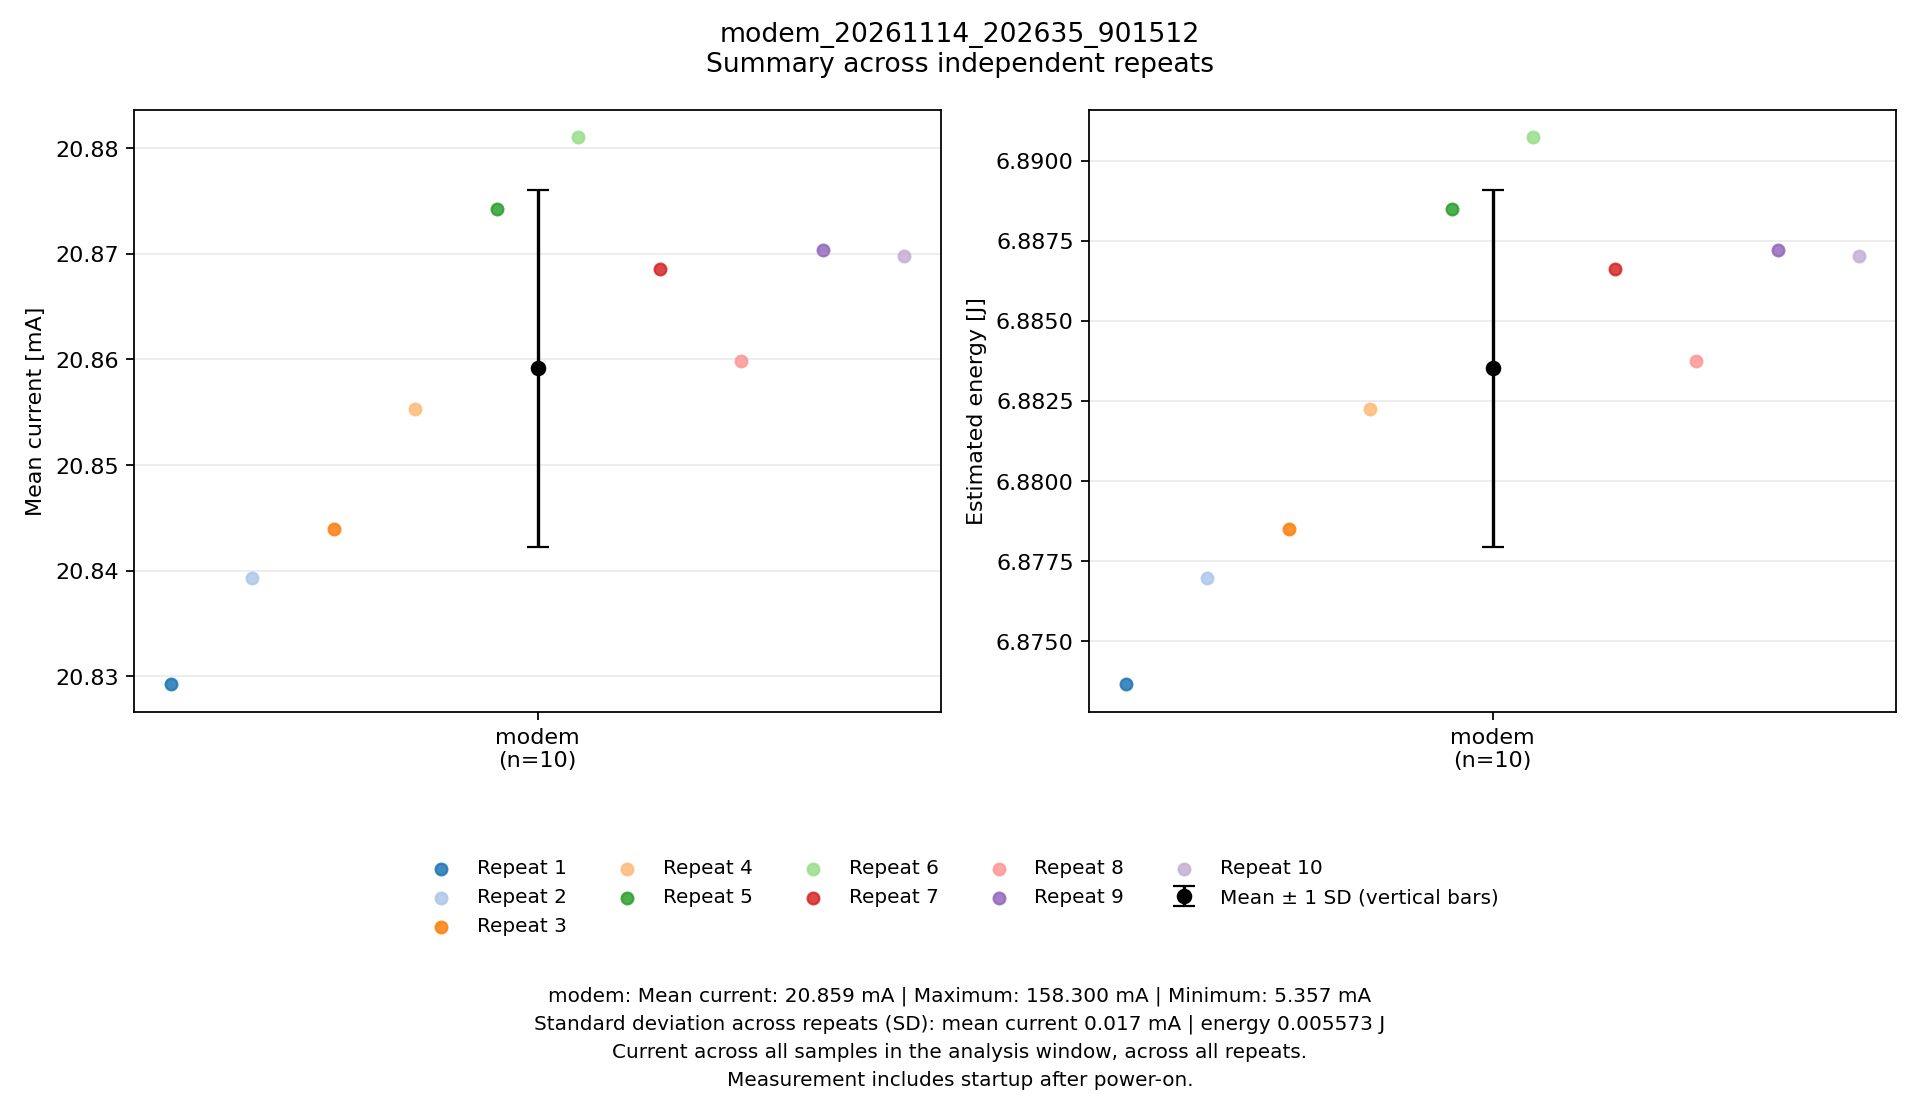 modem_20261114_202635_901512
Summary across independent repeats
Mean current [mA]
20.88
20.87
20.86
20.85
20.84
20.83
modem
(n=10)
Estimated energy [J]
6.8900
6.8875
6.8850
6.8825
6.8800
6.8775
6.8750
modem
(n=10)
Repeat 1
Repeat 2
Repeat 3
Repeat 4
Repeat 5
Repeat 6
Repeat 7
Repeat 8
Repeat 9
Repeat 10
Mean ± 1 SD (vertical bars)
modem: Mean current: 20.859 mA | Maximum: 158.300 mA | Minimum: 5.357 mA
Standard deviation across repeats (SD): mean current 0.017 mA | energy 0.005573 J
Current across all samples in the analysis window, across all repeats.
Measurement includes startup after power-on.